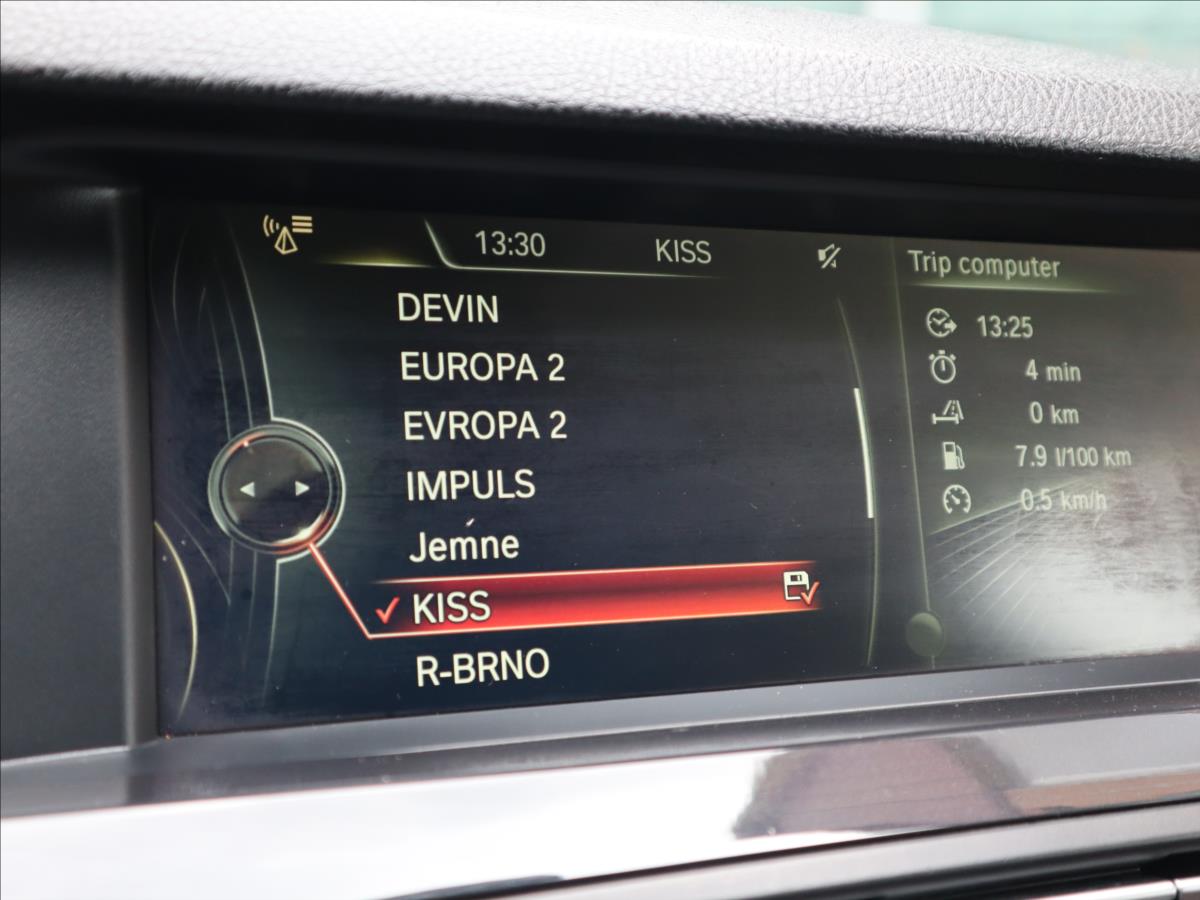 13:30 KISS
DEVIN
EUROPA 2
EVROPA 2
IMPULS
Jemne
KISS
R-BRNO
Trip computer
13:25
4 min
0 km
7.9 l/100 km
0.5 km/h